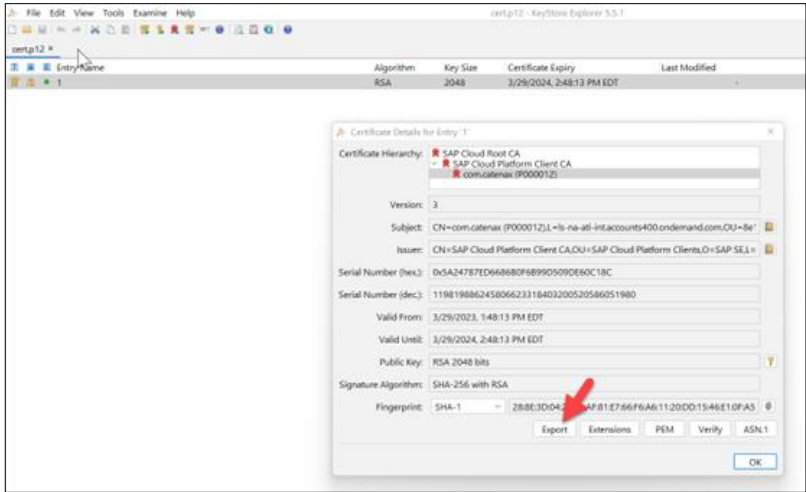 File Edit View Tools Examine Help
cert.p12 - KeyStore Explorer 5.5.1
cert.p12 *
Entry Name Algorithm Key Size Certificate Expiry Last Modified
1 RSA 2048 3/29/2024, 2:48:13 PM EDT -
Certificate Details for Entry '1'
Certificate Hierarchy: SAP Cloud Root CA
SAP Cloud Platform Client CA
com.catenax (P000012)
Version: 3
Subject: CN=com.catenax (P000012),L=ls-na-ati-int.accounts400.ondemand.com,OU=8e
Issuer: CN=SAP Cloud Platform Client CA,OU=SAP Cloud Platform Clients,O=SAP SE,L=
Serial Number (hex):
Serial Number (dec):
Valid From: 3/29/2023, 1:48:13 PM EDT
Valid Until: 3/29/2024, 2:48:13 PM EDT
Public Key: RSA 2048 bits
Signature Algorithm: SHA-256 with RSA
Fingerprint: SHA-1
Export Extensions PEM Verify ASN.1
OK